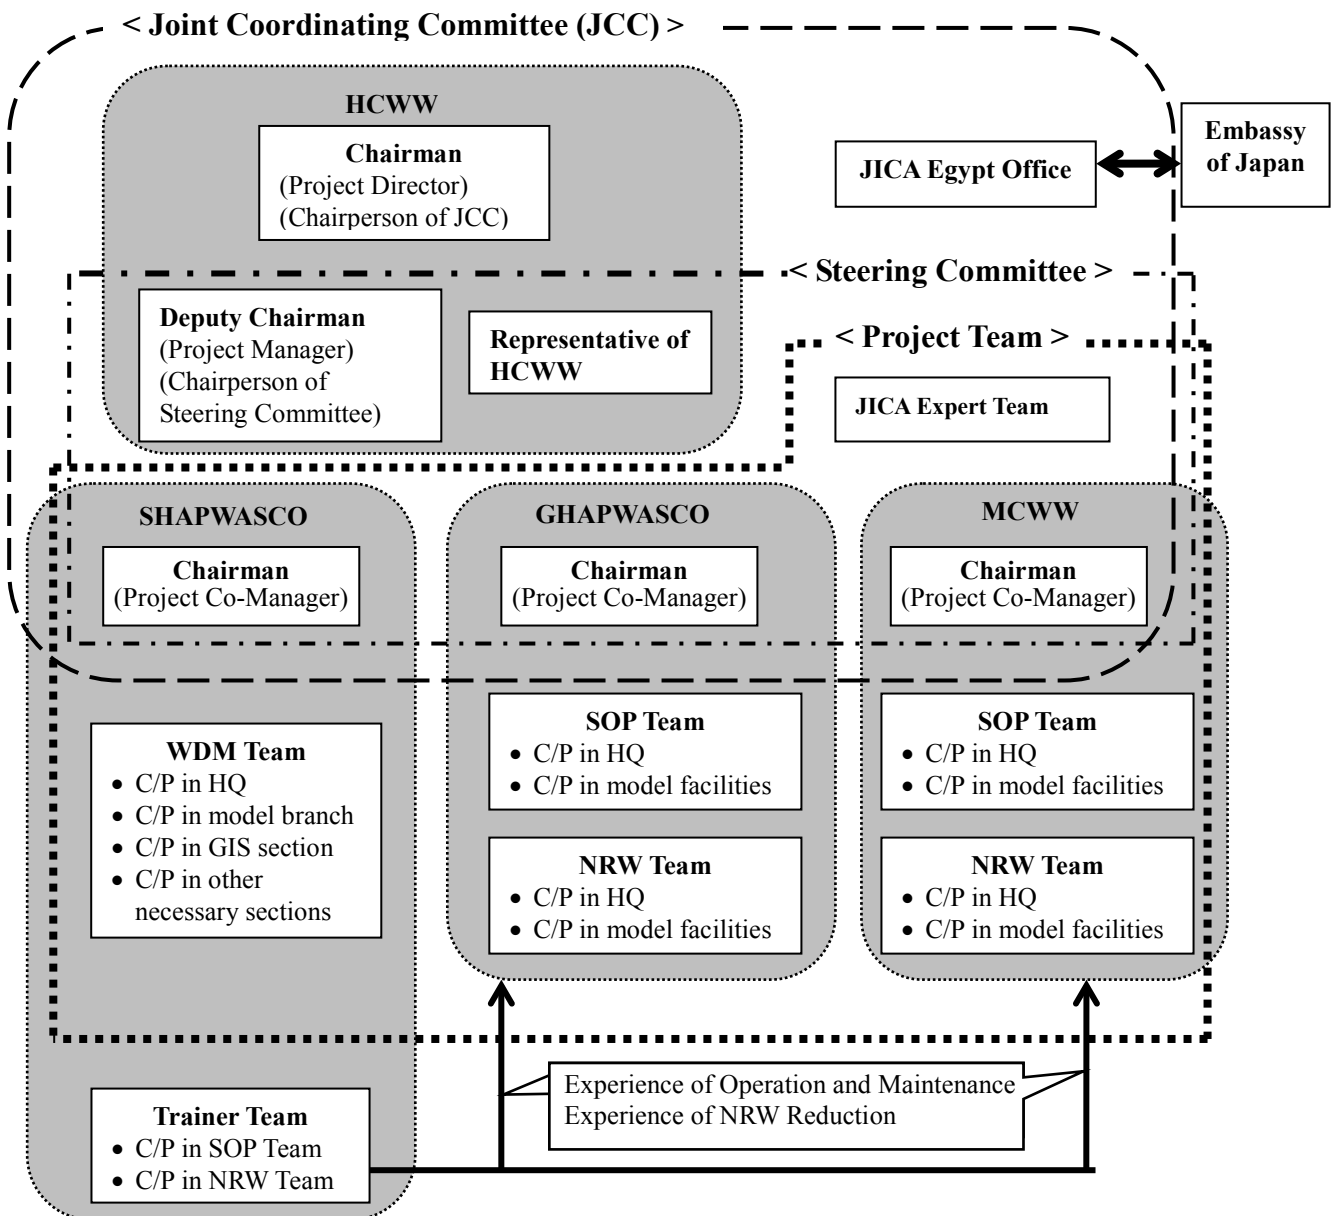 < Joint Coordinating Committee (JCC) >
HCWW
Chairman
(Project Director)
(Chairperson of JCC)
JICA Egypt Office
Embassy
of Japan
< Steering Committee >
Deputy Chairman
(Project Manager)
(Chairperson of
Steering Committee)
Representative of
HCWW
< Project Team >
JICA Expert Team
SHAPWASCO
Chairman
(Project Co-Manager)
GHAPWASCO
Chairman
(Project Co-Manager)
MCWW
Chairman
(Project Co-Manager)
WDM Team
• C/P in HQ
• C/P in model branch
• C/P in GIS section
• C/P in other
necessary sections
SOP Team
• C/P in HQ
• C/P in model facilities
SOP Team
• C/P in HQ
• C/P in model facilities
NRW Team
• C/P in HQ
• C/P in model facilities
NRW Team
• C/P in HQ
• C/P in model facilities
Experience of Operation and Maintenance
Experience of NRW Reduction
Trainer Team
• C/P in SOP Team
• C/P in NRW Team